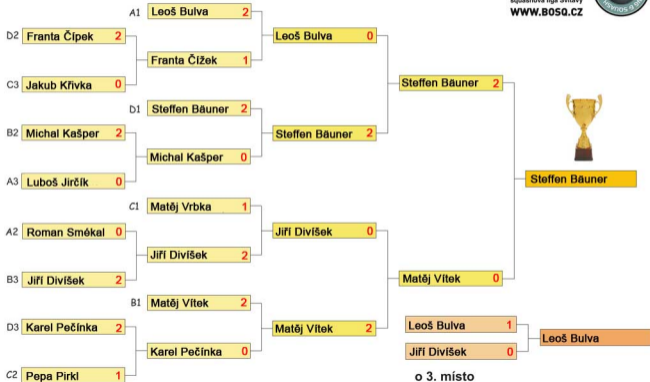 squashová liga Svitavy
WWW.BOSQ.CZ
A1 Leoš Bulva 2
D2 Franta Čípek 2
Leoš Bulva 0
Franta Čížek 1
C3 Jakub Křivka 0
Steffen Bäuner 2
D1 Steffen Bäuner 2
B2 Michal Kašper 2
Steffen Bäuner 2
Michal Kašper 0
A3 Luboš Jirčík 0
Steffen Bäuner
C1 Matěj Vrbka 1
A2 Roman Smékal 0
Jiří Divíšek 0
Jiří Divíšek 2
B3 Jiří Divíšek 2
Matěj Vítek 0
B1 Matěj Vítek 2
D3 Karel Pečínka 2
Matěj Vítek 2
Leoš Bulva 1
Leoš Bulva
Karel Pečínka 0
Jiří Divíšek 0
C2 Pepa Pirkl 1
o 3. místo